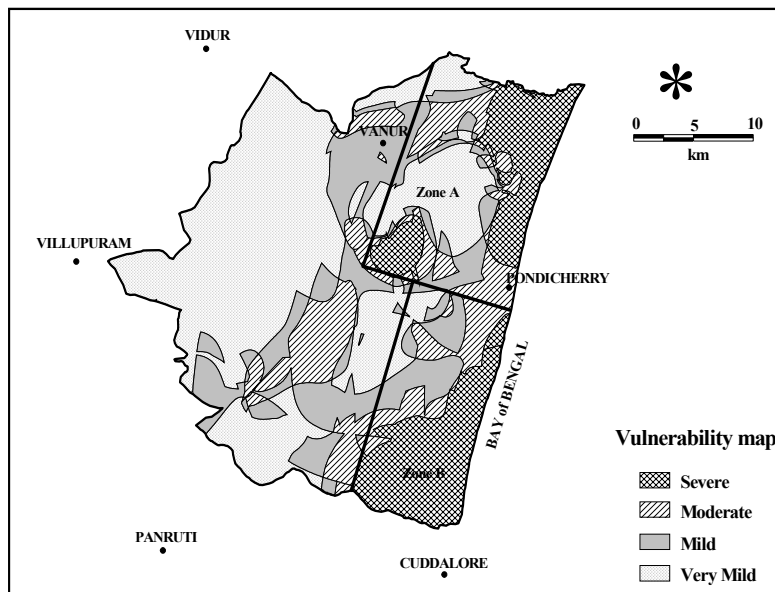 VIDUR
VANUR
0 5 10
km
Zone A
VILLUPURAM
PONDICHERRY
BAY of BENGAL
Vulnerability map
Severe
Zone B
Moderate
PANRUTI
Mild
CUDDALORE
Very Mild